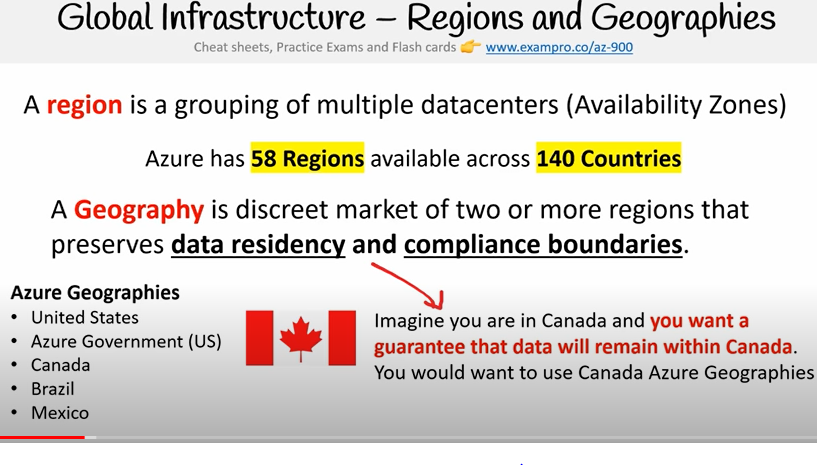 Global Infrastructure – Regions and Geographies
Cheat sheets, Practice Exams and Flash cards 👉 www.exampro.co/az-900
A region is a grouping of multiple datacenters (Availability Zones)
Azure has 58 Regions available across 140 Countries
A Geography is discreet market of two or more regions that
preserves data residency and compliance boundaries.
Azure Geographies
• United States
• Azure Government (US)
• Canada
• Brazil
• Mexico
Imagine you are in Canada and you want a
guarantee that data will remain within Canada.
You would want to use Canada Azure Geographies